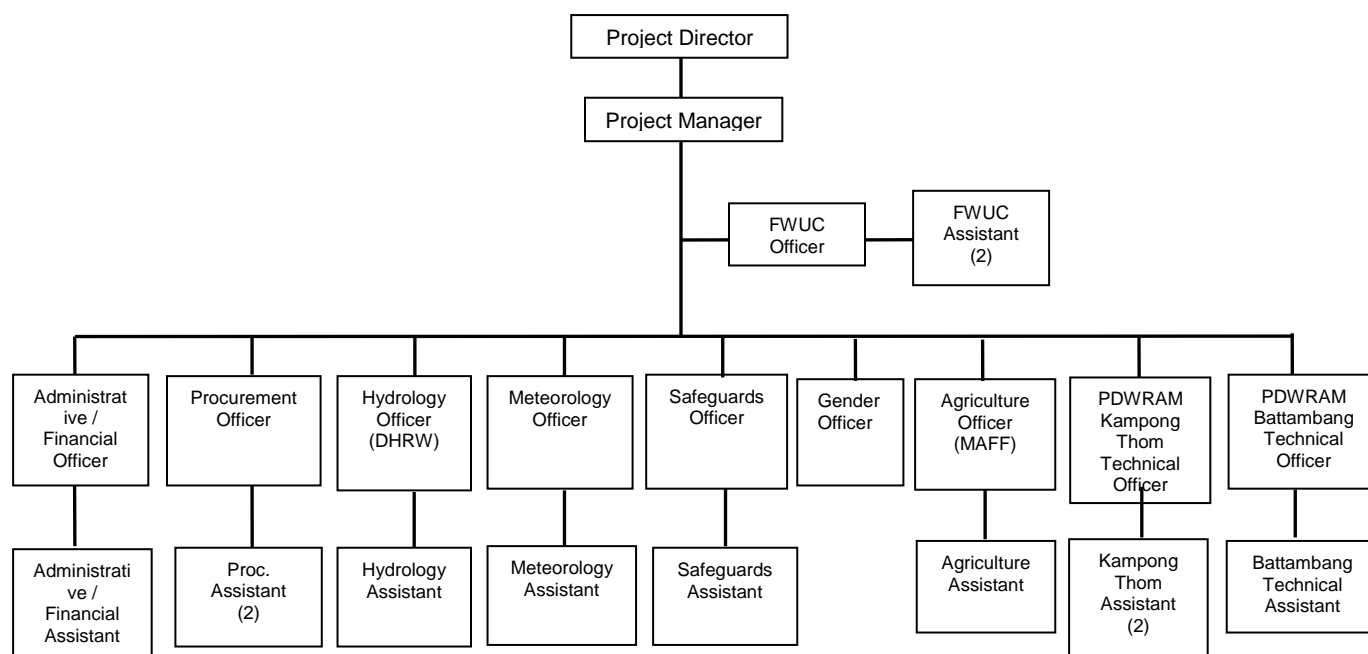 Project Director
Project Manager
FWUC
Officer
FWUC
Assistant
(2)
Administrat
ive /
Financial
Officer
Procurement
Officer
Hydrology
Officer
(DHRW)
Meteorology
Officer
Safeguards
Officer
Gender
Officer
Agriculture
Officer
(MAFF)
PDWRAM
Kampong
Thom
Technical
Officer
PDWRAM
Battambang
Technical
Officer
Administrati
ve /
Financial
Assistant
Proc.
Assistant
(2)
Hydrology
Assistant
Meteorology
Assistant
Safeguards
Assistant
Agriculture
Assistant
Kampong
Thom
Assistant
(2)
Battambang
Technical
Assistant